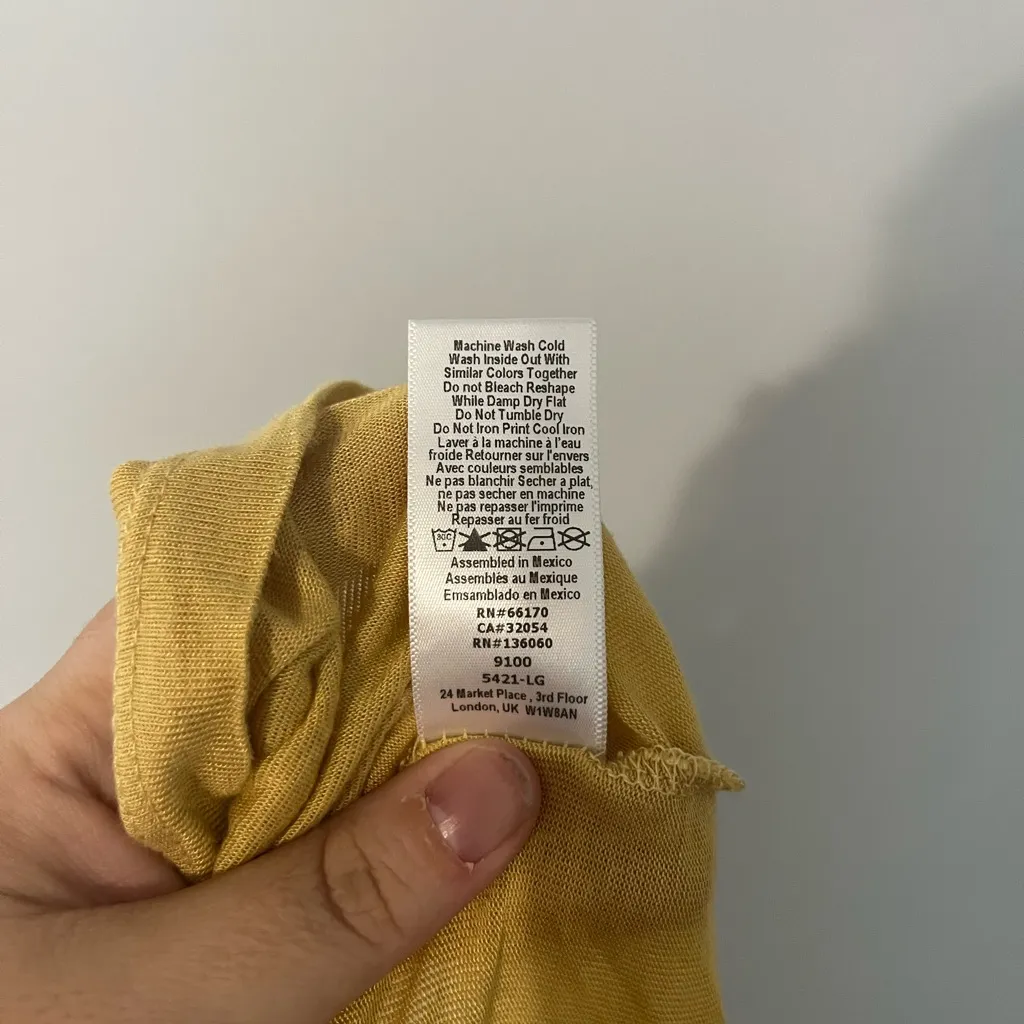 Machine Wash Cold
Wash Inside Out With
Similar Colors Together
Do not Bleach Reshape
While Damp Dry Flat
Do Not Tumble Dry
Do Not Iron Print Cool Iron
Laver à la machine à l'eau
froide Retourner sur l'envers
Avec couleurs semblables
Ne pas blanchir Secher a plat,
ne pas secher en machine
Ne pas repasser l'imprime
Repasser au fer froid
30C
Assembled in Mexico
Assemblés au Mexique
Emsamblado en Mexico
RN#66170
CA#32054
RN#136060
9100
5421-LG
24 Market Place , 3rd Floor
London, UK W1W8AN